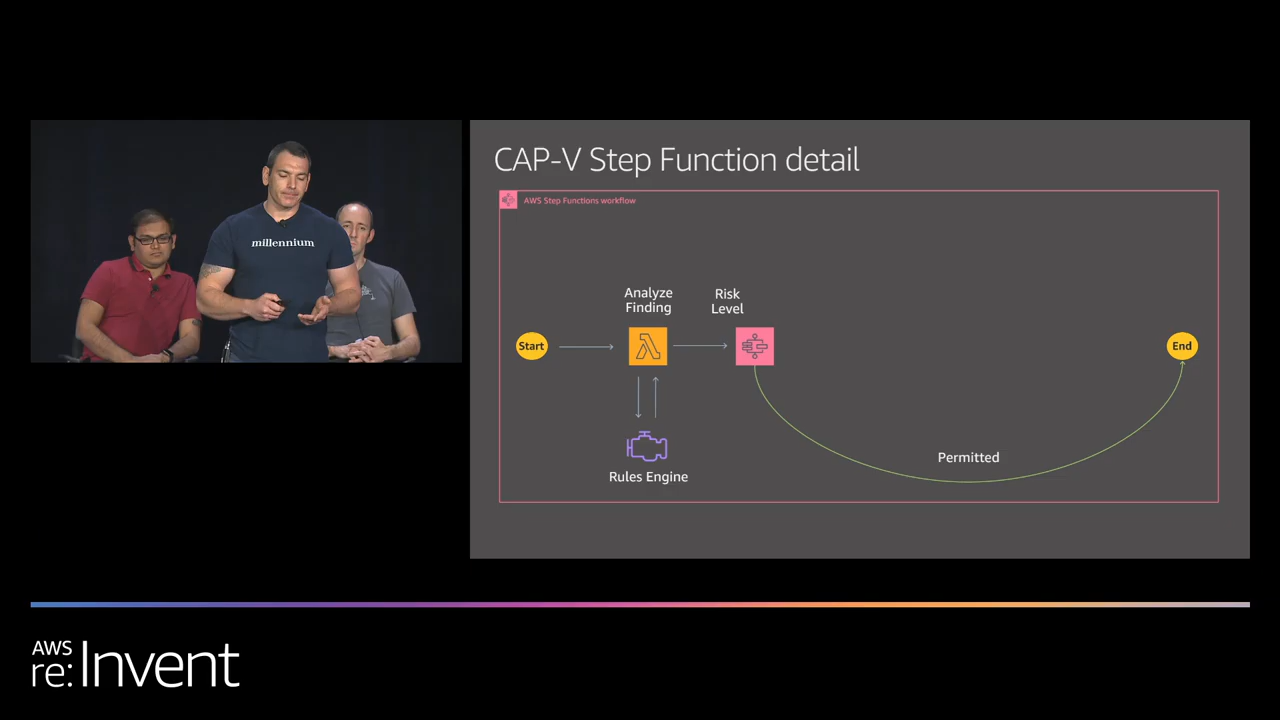 millennium
CAP-V Step Function detail
AWS Step Functions workflow
Analyze
Finding
Risk
Level
Start
End
Rules Engine
Permitted
AWS
re:Invent